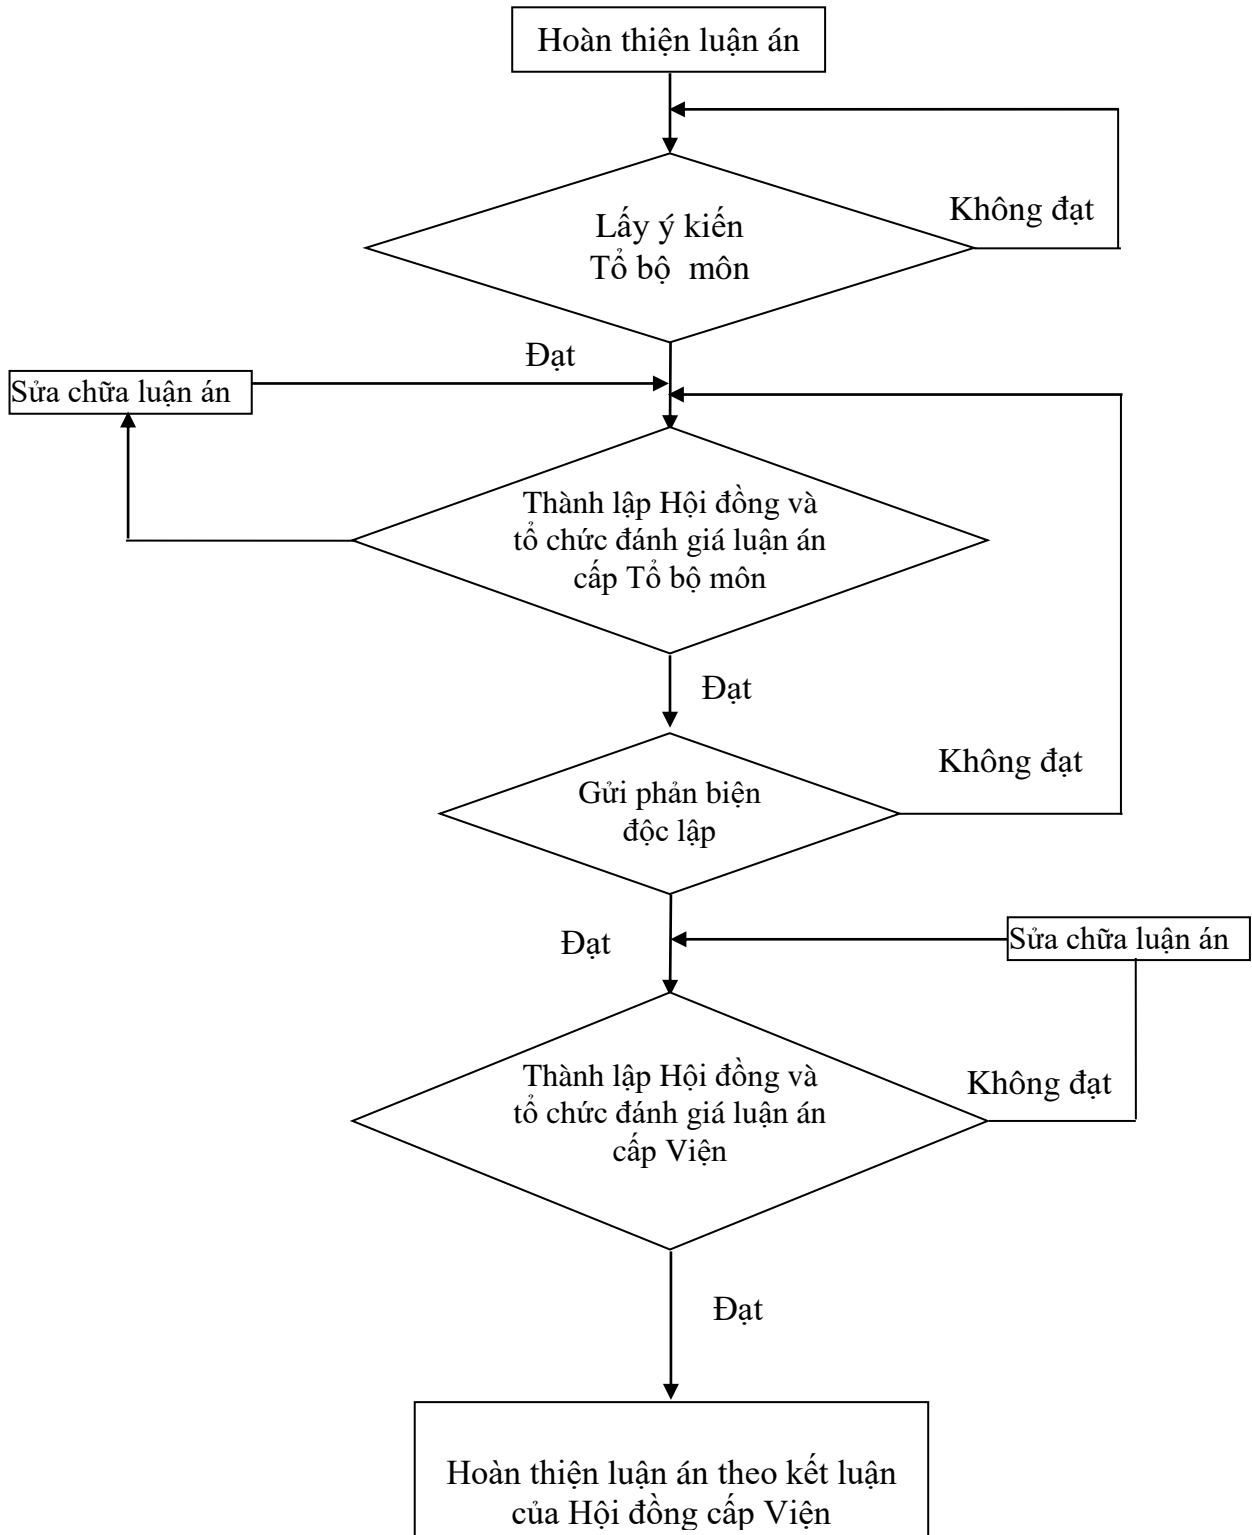 Hoàn thiện luận án
Không đạt
Lấy ý kiến
Tổ bộ môn
Đạt
Sửa chữa luận án
Thành lập Hội đồng và
tổ chức đánh giá luận án
cấp Tổ bộ môn
Đạt
Không đạt
Gửi phản biện
độc lập
Đạt
Sửa chữa luận án
Thành lập Hội đồng và
tổ chức đánh giá luận án
cấp Viện
Không đạt
Đạt
Hoàn thiện luận án theo kết luận
của Hội đồng cấp Viện